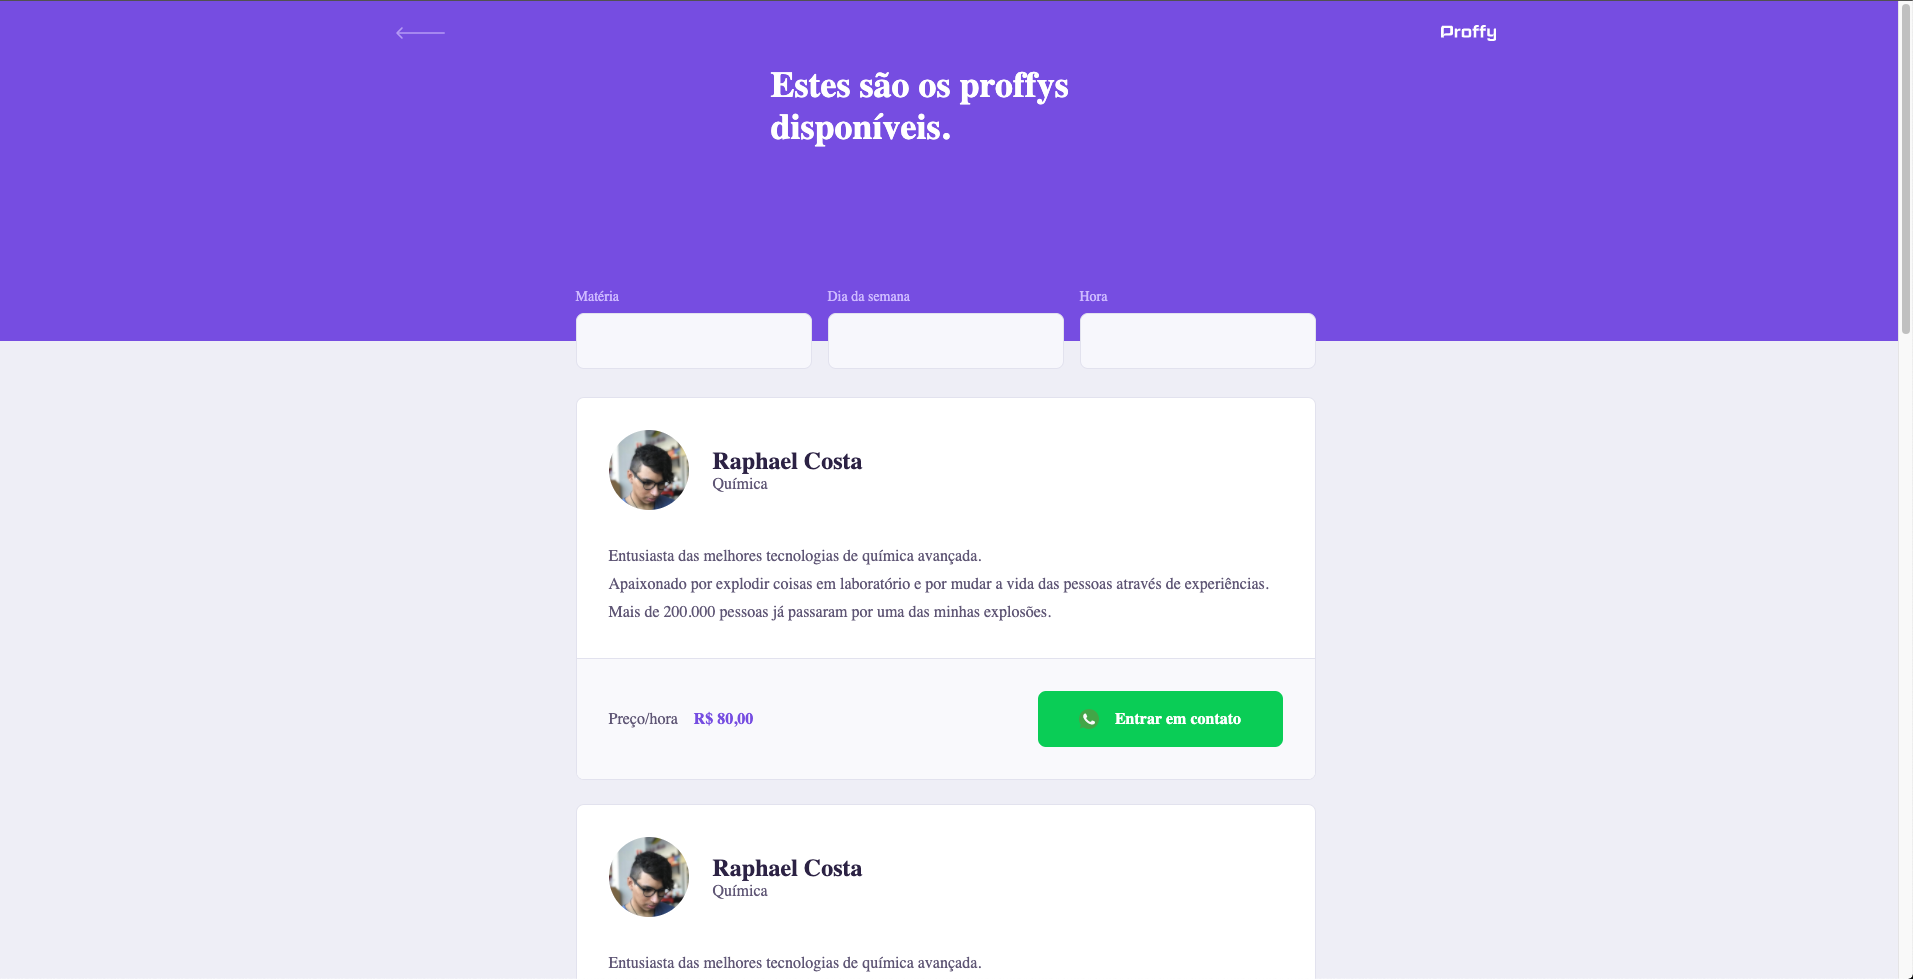 Proffy
Estes são os proffys
disponíveis.
Matéria
Dia da semana
Hora
Raphael Costa
Química
Entusiasta das melhores tecnologias de química avançada.
Apaixonado por explodir coisas em laboratório e por mudar a vida das pessoas através de experiências.
Mais de 200.000 pessoas já passaram por uma das minhas explosões.
Preço/hora R$ 80,00
Entrar em contato
Raphael Costa
Química
Entusiasta das melhores tecnologias de química avançada.